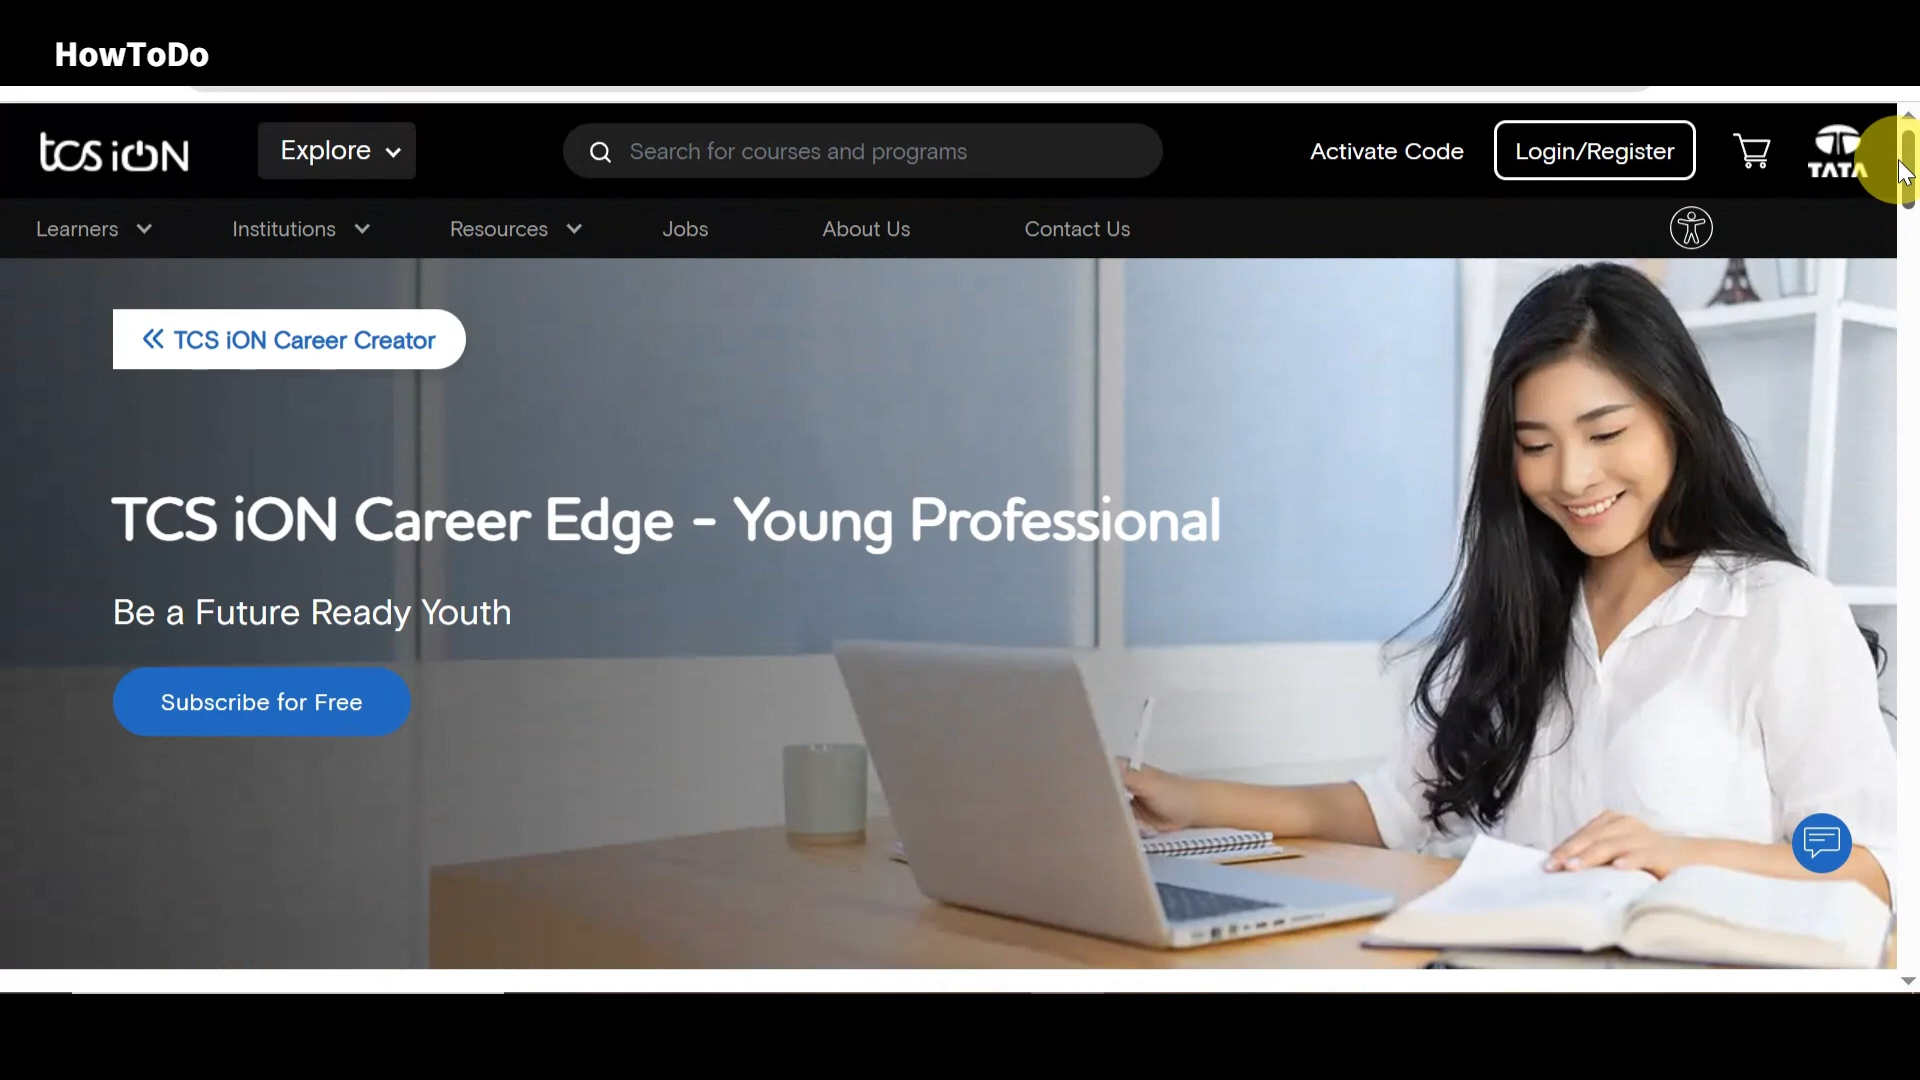 HowToDo
tcs iON
Explore
Search for courses and programs
Activate Code
Login/Register
TATA
Learners
Institutions
Resources
Jobs
About Us
Contact Us
TCS iON Career Creator
TCS iON Career Edge - Young Professional
Be a Future Ready Youth
Subscribe for Free